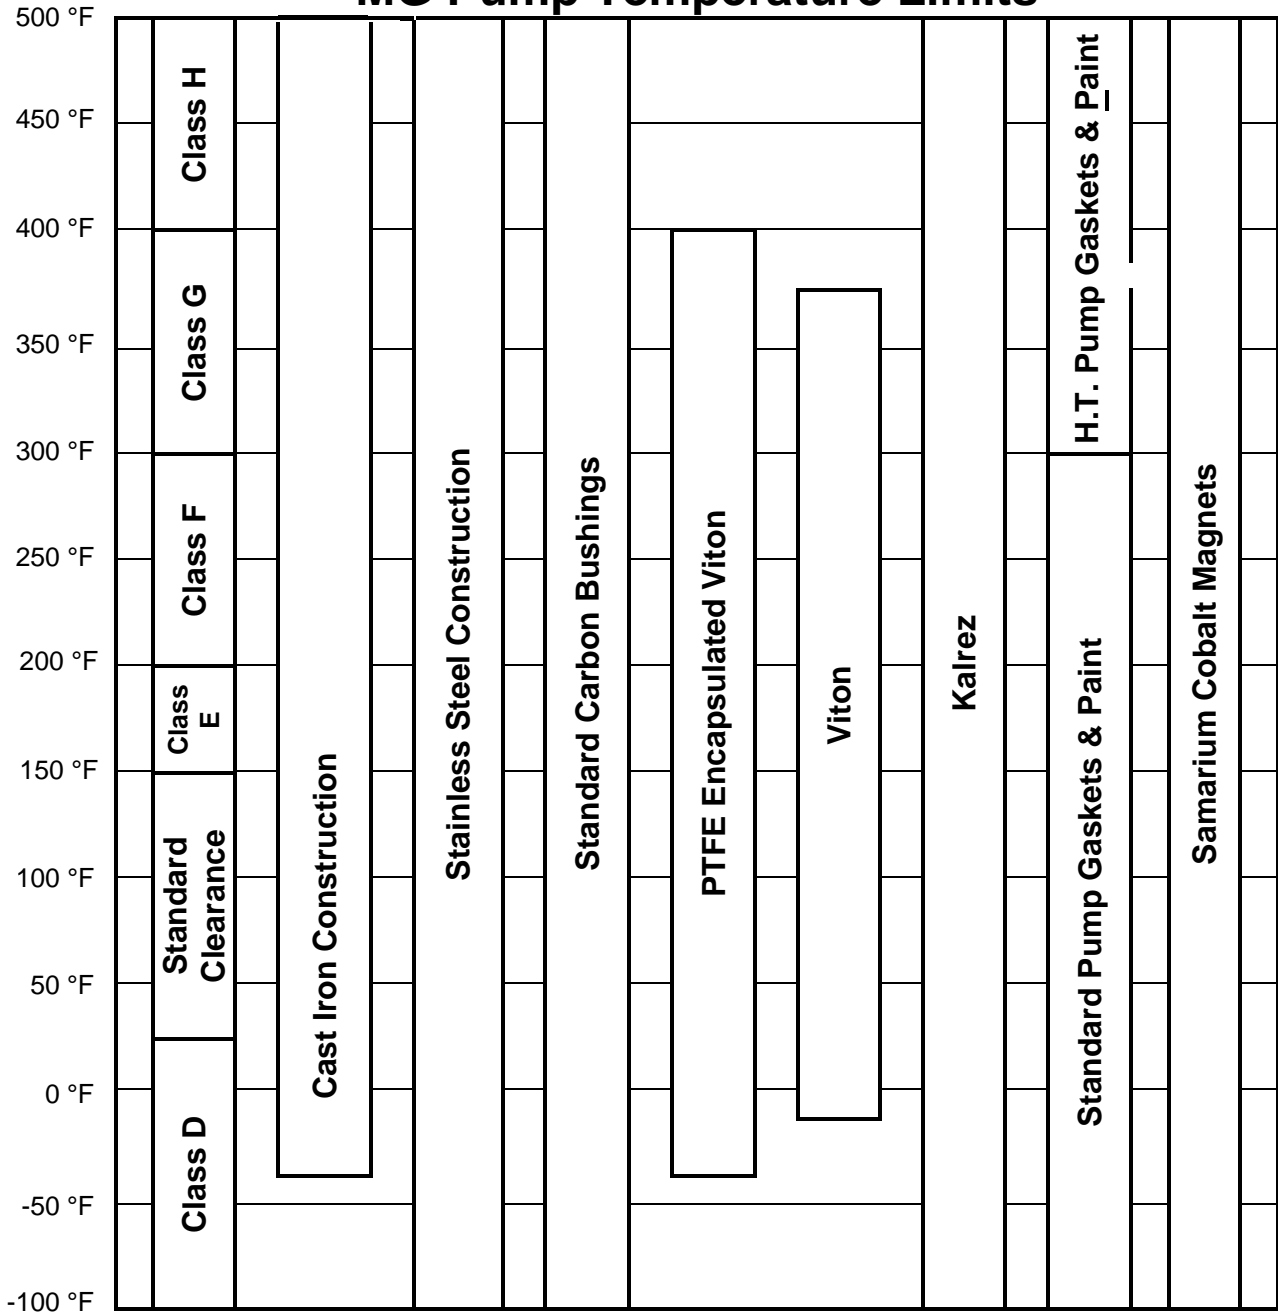 MC Pump Temperature Limits
500 °F
450 °F
400 °F
350 °F
300 °F
250 °F
200 °F
150 °F
100 °F
50 °F
0 °F
-50 °F
-100 °F
Class H
Class G
Class F
Class
E
Standard
Clearance
Class D
Cast Iron Construction
Stainless Steel Construction
Standard Carbon Bushings
PTFE Encapsulated Viton
Viton
Kalrez
H.T. Pump Gaskets & Paint
Standard Pump Gaskets & Paint
Samarium Cobalt Magnets